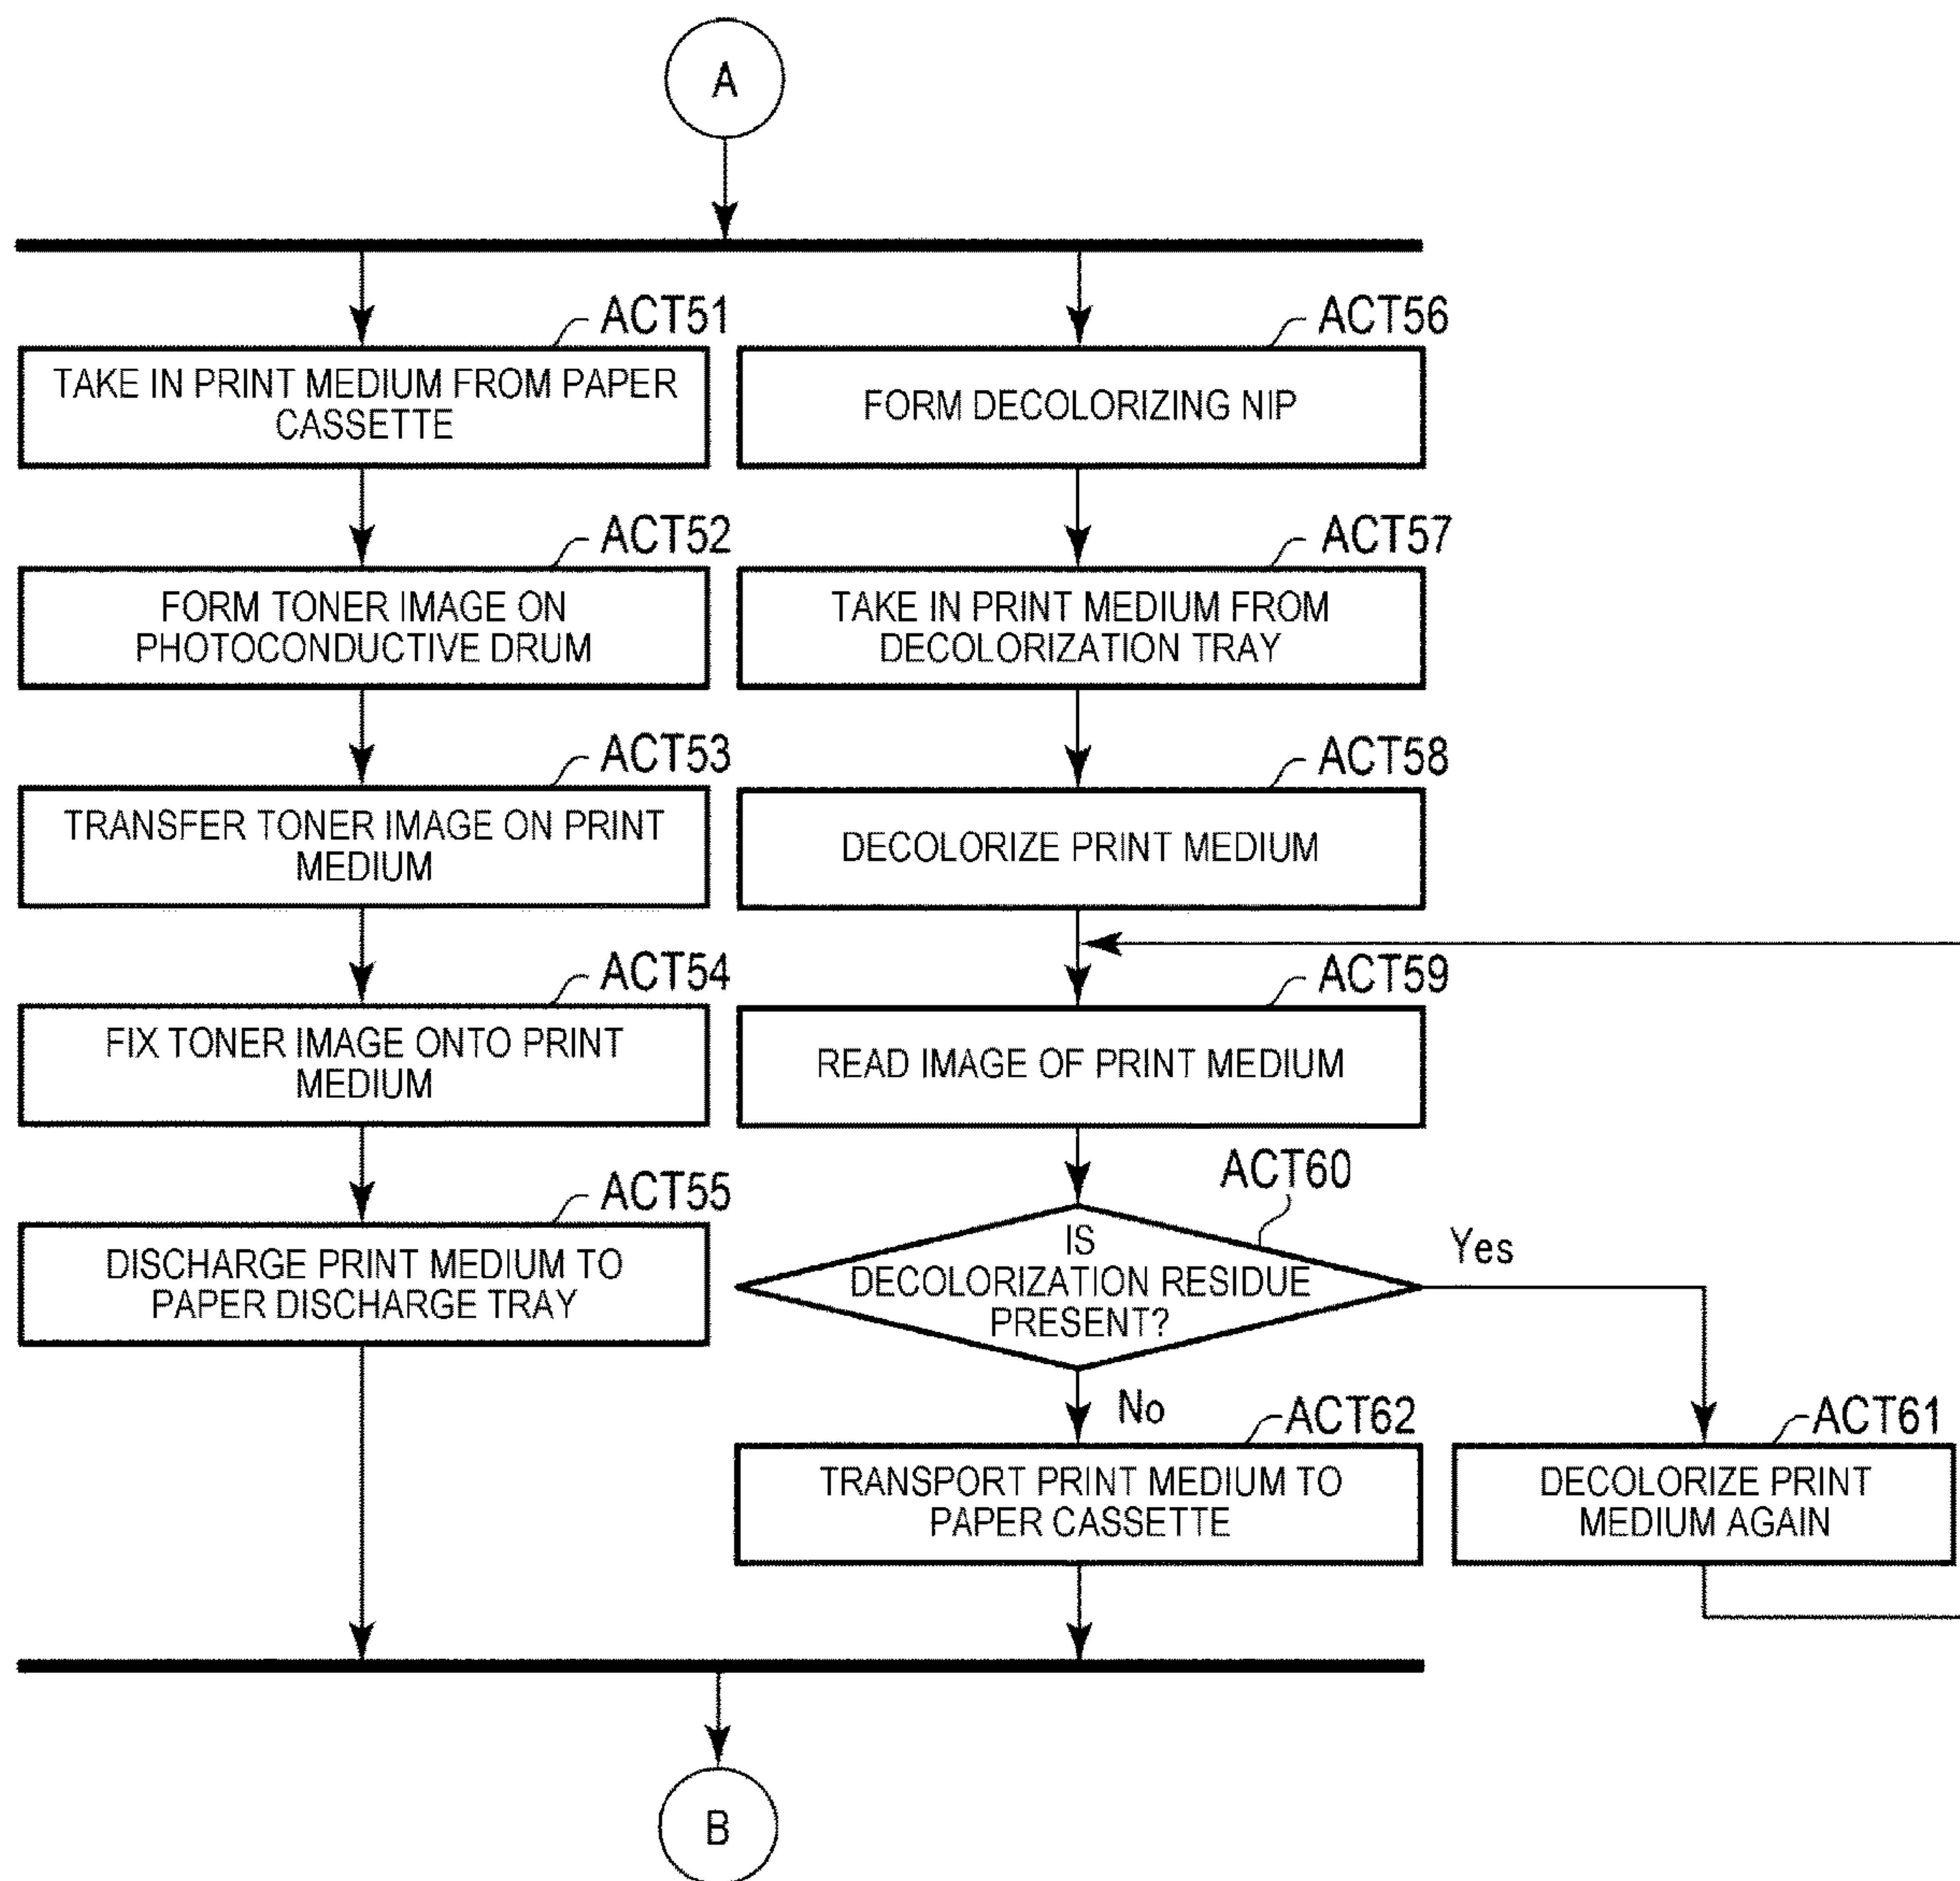 A
ACT51
TAKE IN PRINT MEDIUM FROM PAPER
CASSETTE
ACT52
FORM TONER IMAGE ON
PHOTOCONDUCTIVE DRUM
ACT53
TRANSFER TONER IMAGE ON PRINT
MEDIUM
ACT54
FIX TONER IMAGE ONTO PRINT
MEDIUM
ACT55
DISCHARGE PRINT MEDIUM TO
PAPER DISCHARGE TRAY
ACT56
FORM DECOLORIZING NIP
ACT57
TAKE IN PRINT MEDIUM FROM
DECOLORIZATION TRAY
ACT58
DECOLORIZE PRINT MEDIUM
ACT59
READ IMAGE OF PRINT MEDIUM
ACT60
IS
DECOLORIZATION RESIDUE
PRESENT?
Yes
No
ACT62
TRANSPORT PRINT MEDIUM TO
PAPER CASSETTE
ACT61
DECOLORIZE PRINT
MEDIUM AGAIN
B